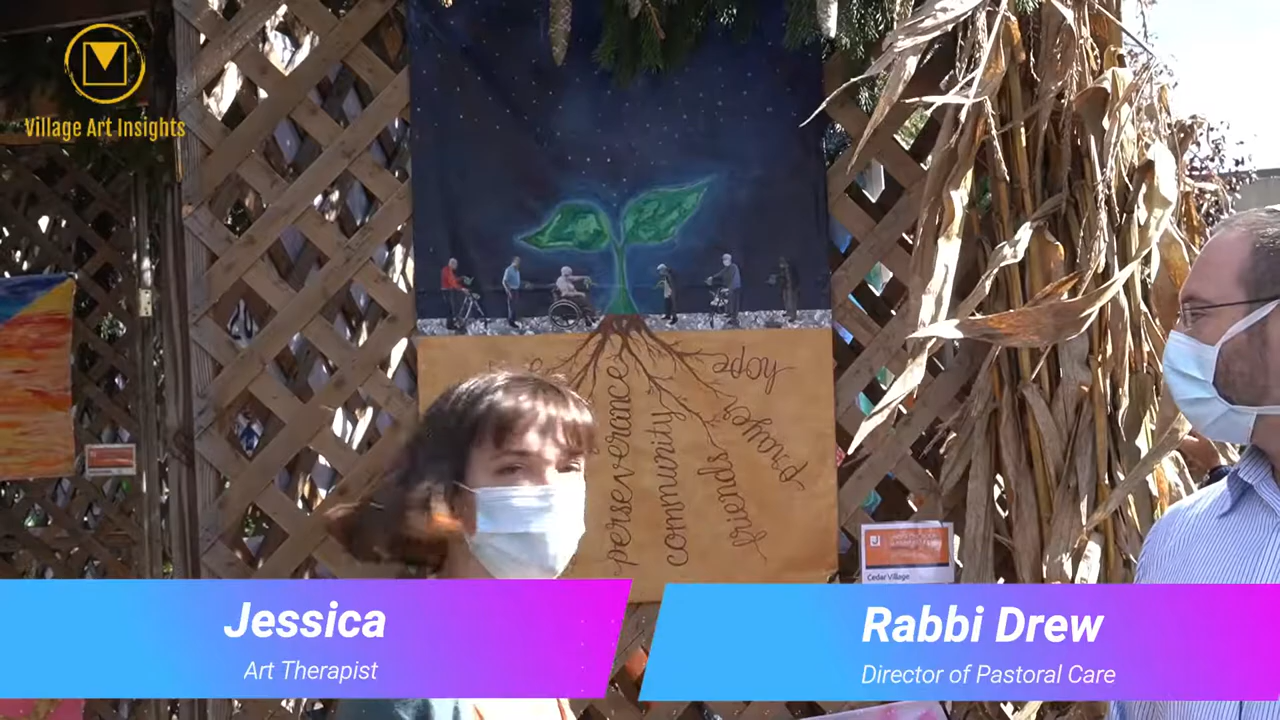 Village Art Insights
hope
prayer
friends
community
perseverance
J
Cedar Village
Jessica
Art Therapist
Rabbi Drew
Director of Pastoral Care